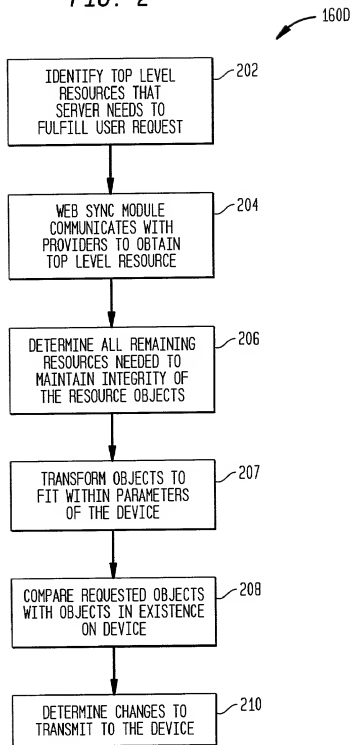 FIG. 2
160D
IDENTIFY TOP LEVEL
RESOURCES THAT
SERVER NEEDS TO
FULFILL USER REQUEST
202
WEB SYNC MODULE
COMMUNICATES WITH
PROVIDERS TO OBTAIN
TOP LEVEL RESOURCE
204
DETERMINE ALL REMAINING
RESOURCES NEEDED TO
MAINTAIN INTEGRITY OF
THE RESOURCE OBJECTS
206
TRANSFORM OBJECTS TO
FIT WITHIN PARAMETERS
OF THE DEVICE
207
COMPARE REQUESTED OBJECTS
WITH OBJECTS IN EXISTENCE
ON DEVICE
208
DETERMINE CHANGES TO
TRANSMIT TO THE DEVICE
210